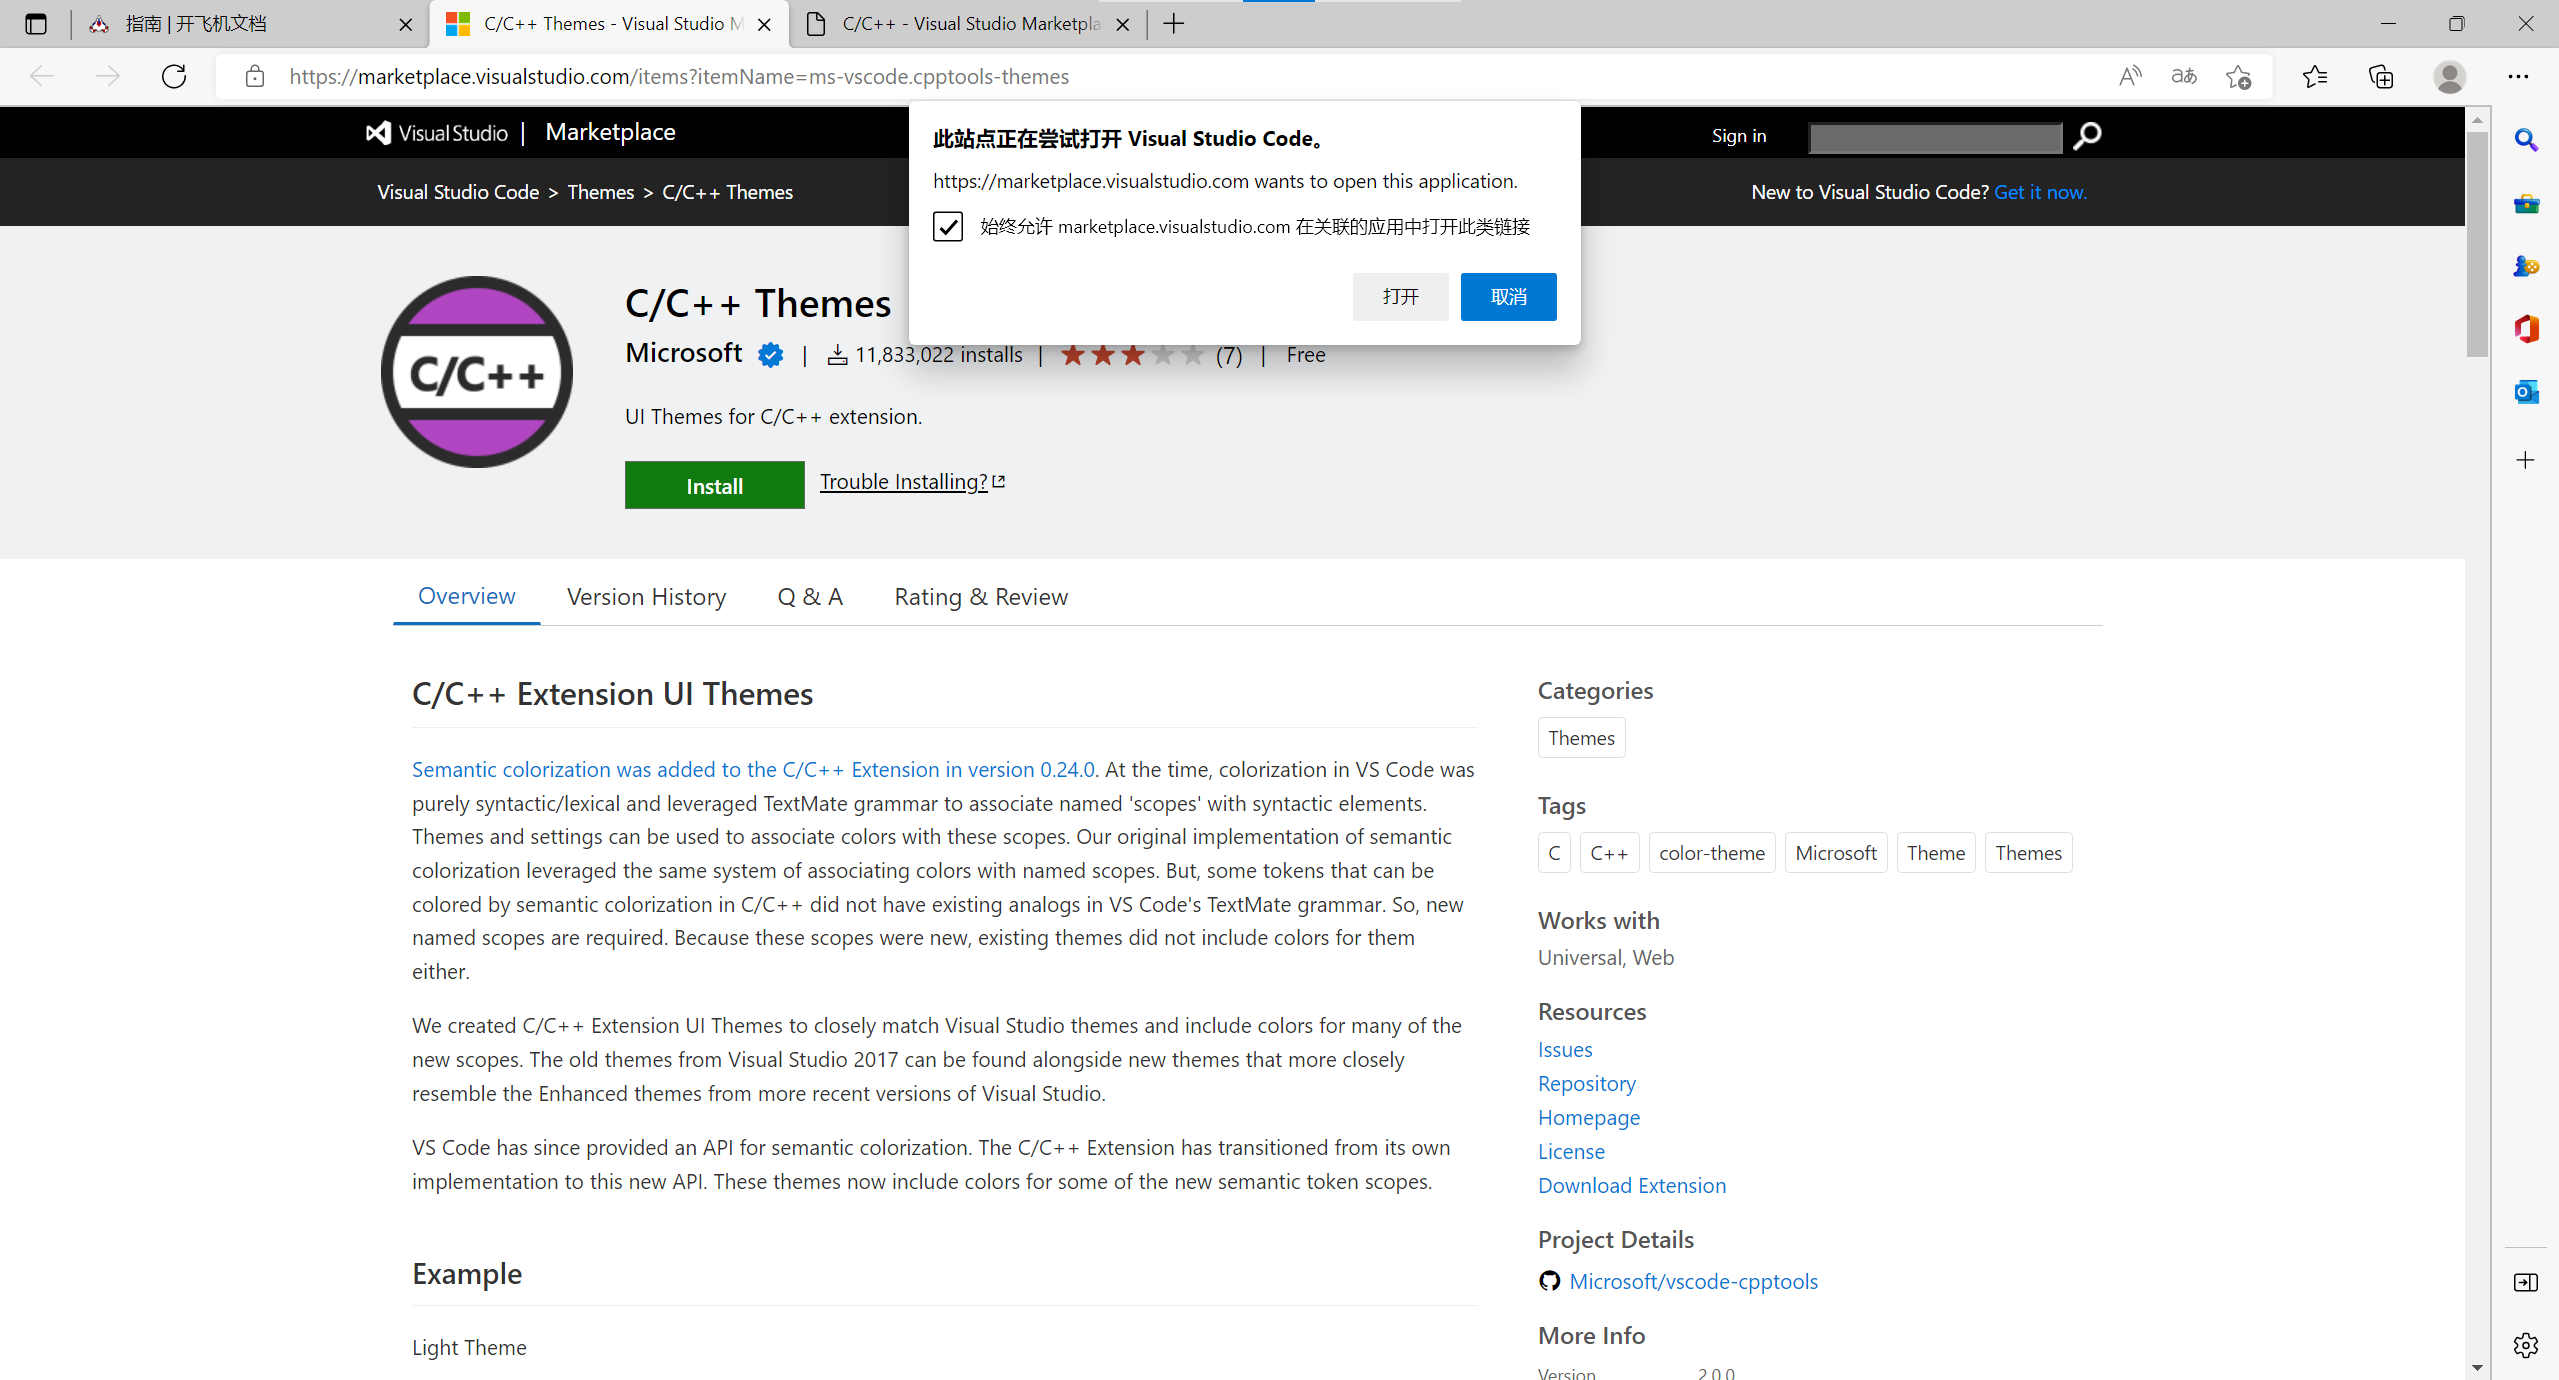 指南 | 开飞机文档
C/C++ Themes - Visual Studio M
C/C++ - Visual Studio Marketpla
https://marketplace.visualstudio.com/items?itemName=ms-vscode.cpptools-themes
此站点正在尝试打开 Visual Studio Code。
https://marketplace.visualstudio.com wants to open this application.
始终允许 marketplace.visualstudio.com 在关联的应用中打开此类链接
打开 取消
Visual Studio | Marketplace
Sign in
Visual Studio Code > Themes > C/C++ Themes
New to Visual Studio Code? Get it now.
C/C++
C/C++ Themes
Microsoft | 11,833,022 installs | (7) | Free
UI Themes for C/C++ extension.
Install
Trouble Installing?
Overview Version History Q & A Rating & Review
C/C++ Extension UI Themes
Semantic colorization was added to the C/C++ Extension in version 0.24.0. At the time, colorization in VS Code was
purely syntactic/lexical and leveraged TextMate grammar to associate named 'scopes' with syntactic elements.
Themes and settings can be used to associate colors with these scopes. Our original implementation of semantic
colorization leveraged the same system of associating colors with named scopes. But, some tokens that can be
colored by semantic colorization in C/C++ did not have existing analogs in VS Code's TextMate grammar. So, new
named scopes are required. Because these scopes were new, existing themes did not include colors for them
either.
We created C/C++ Extension UI Themes to closely match Visual Studio themes and include colors for many of the
new scopes. The old themes from Visual Studio 2017 can be found alongside new themes that more closely
resemble the Enhanced themes from more recent versions of Visual Studio.
VS Code has since provided an API for semantic colorization. The C/C++ Extension has transitioned from its own
implementation to this new API. These themes now include colors for some of the new semantic token scopes.
Example
Light Theme
Categories
Themes
Tags
C C++ color-theme Microsoft Theme Themes
Works with
Universal, Web
Resources
Issues
Repository
Homepage
License
Download Extension
Project Details
Microsoft/vscode-cpptools
More Info
Version 2.0.0